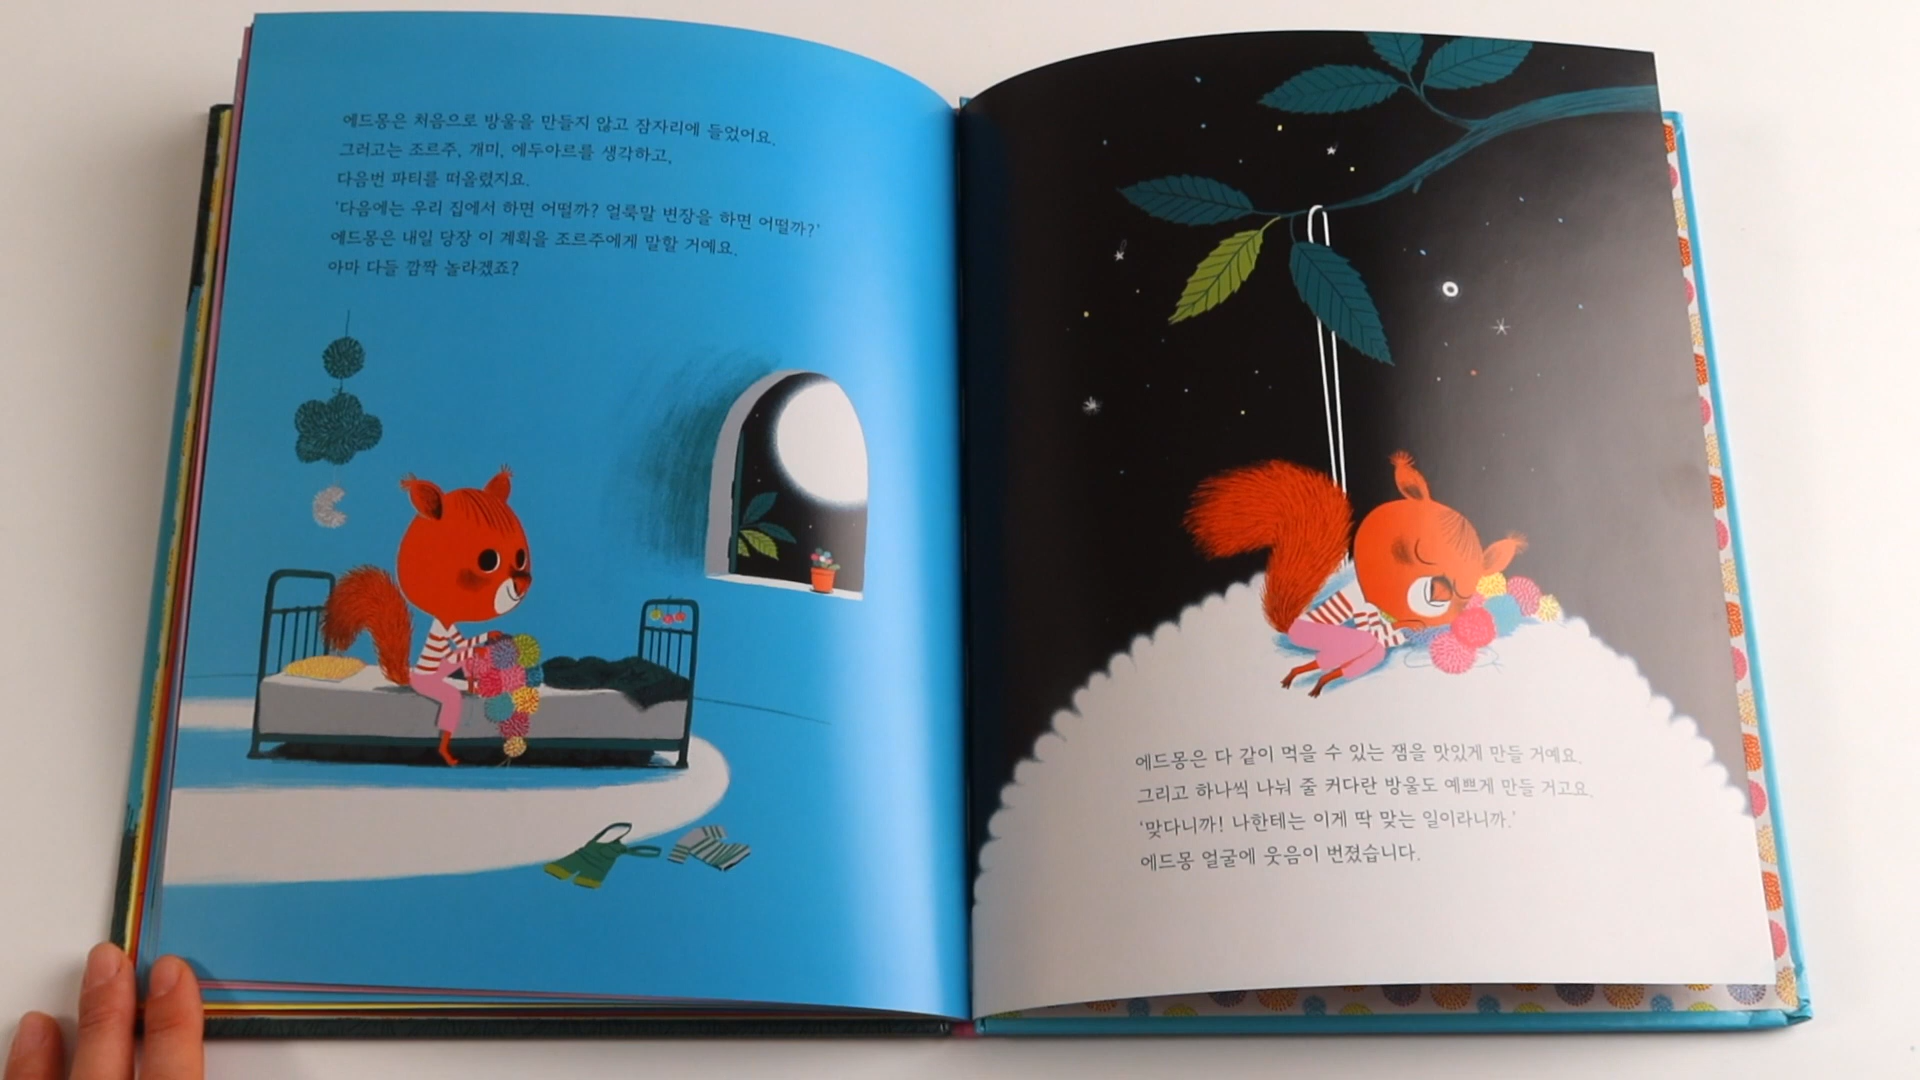 에드몽은 처음으로 방울을 만들지 않고 잠자리에 들었어요.
그러고는 조르주, 개미, 에두아르를 생각하고,
다음번 파티를 떠올렸지요.
'다음에는 우리 집에서 하면 어떨까? 얼룩말 변장을 하면 어떨까?'
에드몽은 내일 당장 이 계획을 조르주에게 말할 거예요.
아마 다들 깜짝 놀라겠죠?
에드몽은 다 같이 먹을 수 있는 잼을 맛있게 만들 거예요.
그리고 하나씩 나눠 줄 커다란 방울도 예쁘게 만들 거고요.
'맞다니까! 나한테는 이게 딱 맞는 일이라니까.'
에드몽 얼굴에 웃음이 번졌습니다.